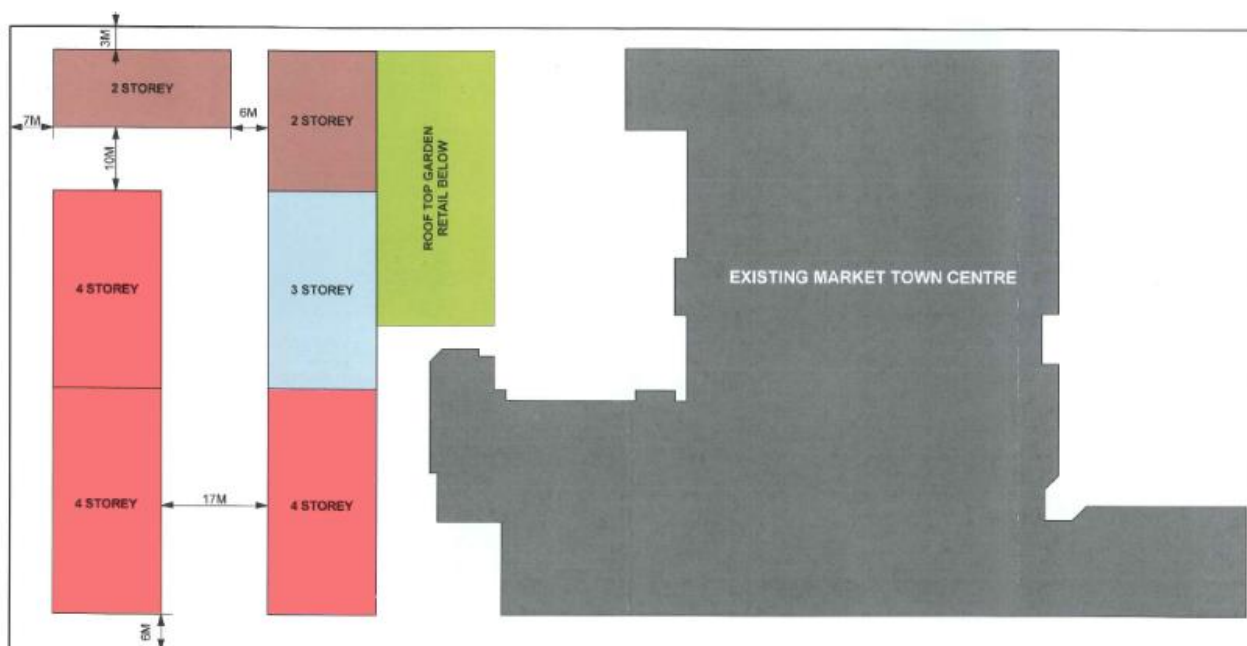 3M
2 STOREY
7M
6M
10M
2 STOREY
ROOF TOP GARDEN
RETAIL BELOW
4 STOREY
3 STOREY
EXISTING MARKET TOWN CENTRE
4 STOREY
17M
4 STOREY
6M